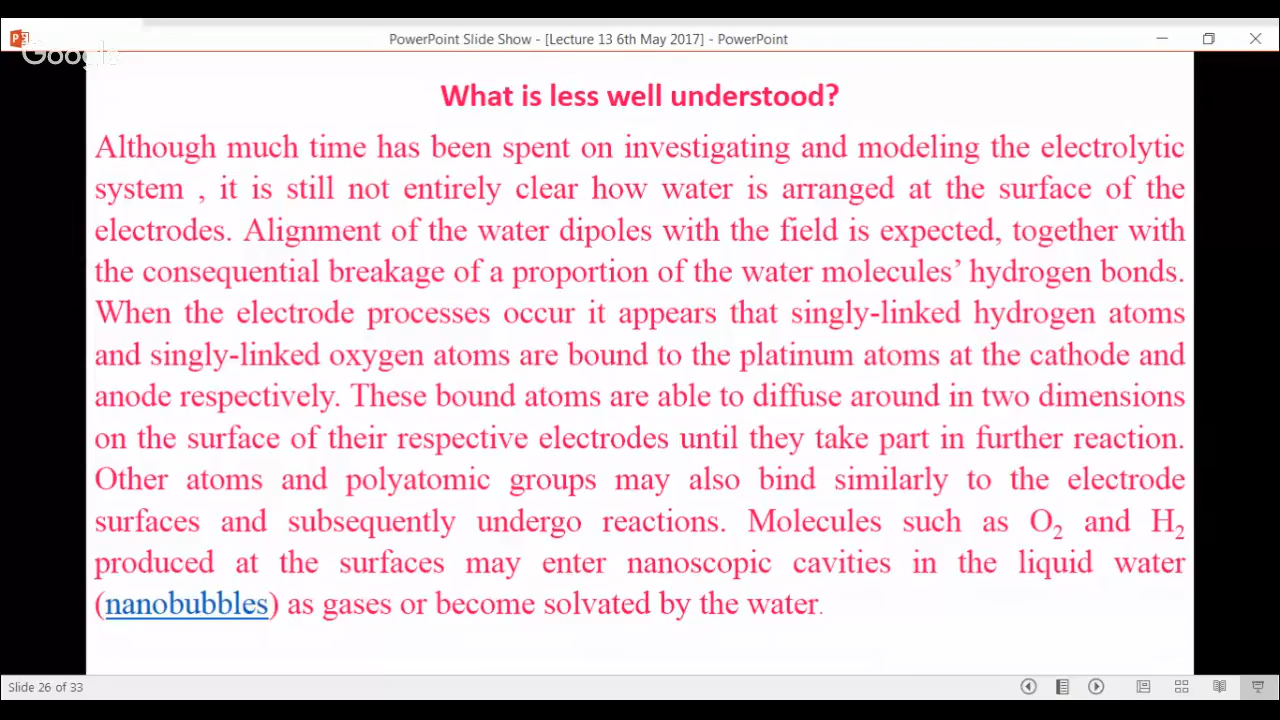 PowerPoint Slide Show - [Lecture 13 6th May 2017] - PowerPoint
Google
What is less well understood?
Although much time has been spent on investigating and modeling the electrolytic
system , it is still not entirely clear how water is arranged at the surface of the
electrodes. Alignment of the water dipoles with the field is expected, together with
the consequential breakage of a proportion of the water molecules’ hydrogen bonds.
When the electrode processes occur it appears that singly-linked hydrogen atoms
and singly-linked oxygen atoms are bound to the platinum atoms at the cathode and
anode respectively. These bound atoms are able to diffuse around in two dimensions
on the surface of their respective electrodes until they take part in further reaction.
Other atoms and polyatomic groups may also bind similarly to the electrode
surfaces and subsequently undergo reactions. Molecules such as O₂ and H₂
produced at the surfaces may enter nanoscopic cavities in the liquid water
(nanobubbles) as gases or become solvated by the water.
Slide 26 of 33